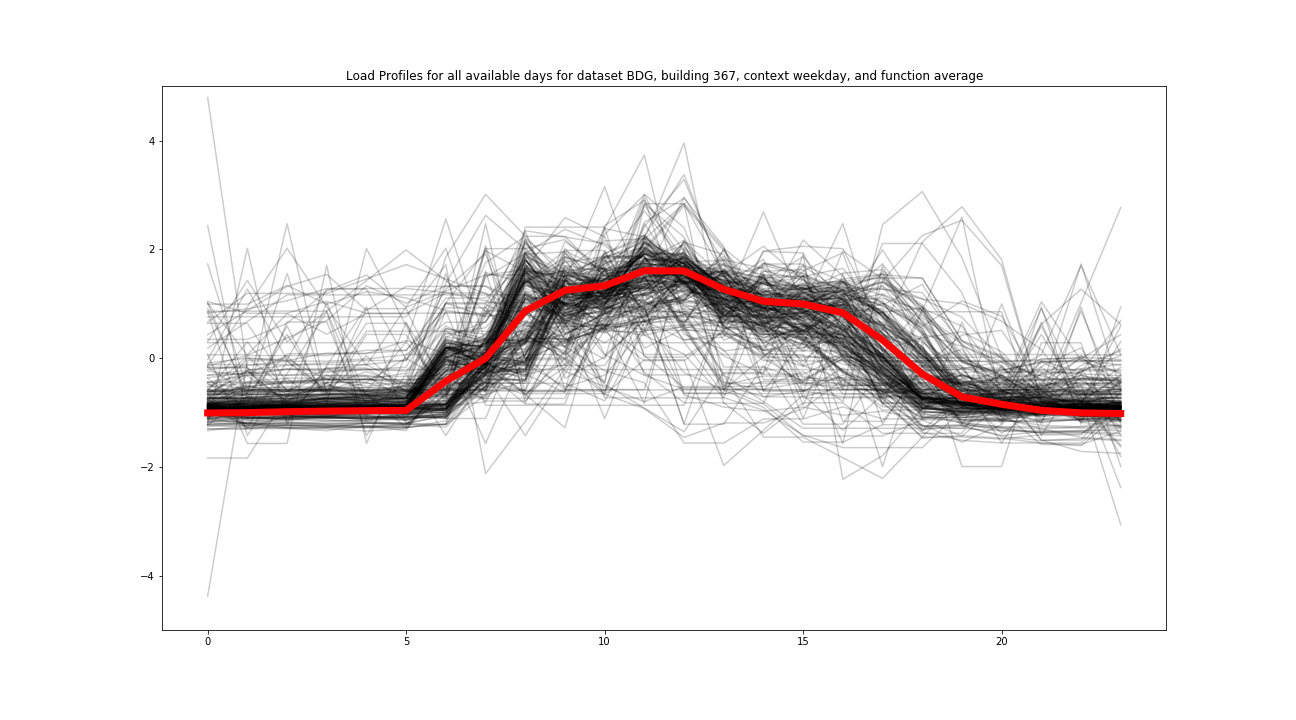 Load Profiles for all available days for dataset BDG, building 367, context weekday, and function average
4
2
0
−2
−4
0 5 10 15 20